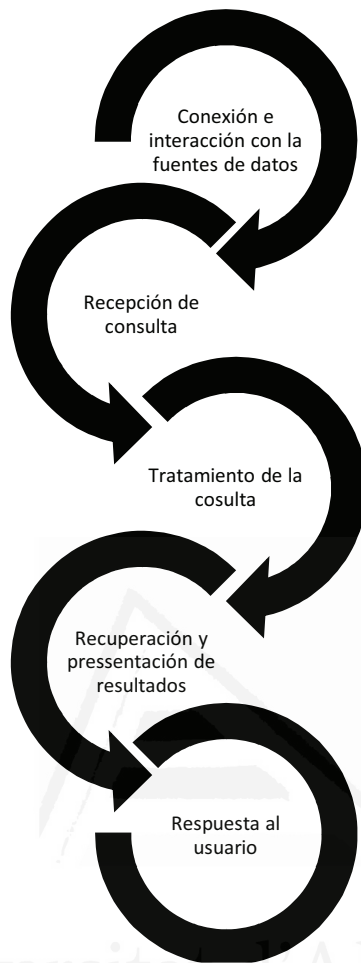 Conexión e
interacción con la
fuentes de datos
Recepción de
consulta
Tratamiento de la
cosulta
Recuperación y
pressentación de
resultados
Respuesta al
usuario